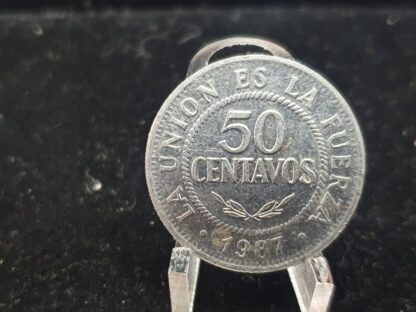 LA UNION ES LA FUERZA
50
CENTAVOS
1987